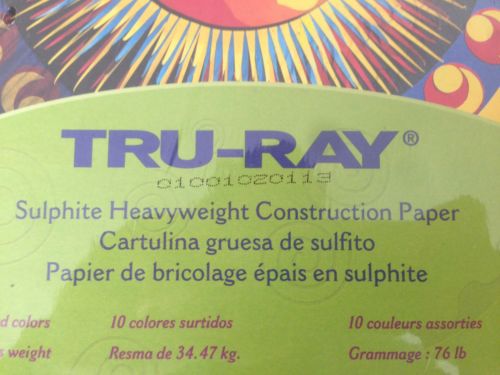 TRU-RAY®
01001020113
Sulphite Heavyweight Construction Paper
Cartulina gruesa de sulfito
Papier de bricolage épais en sulphite
colors 10 colores surtidos 10 couleurs assorties
weight Resma de 34.47 kg. Grammage : 76 lb